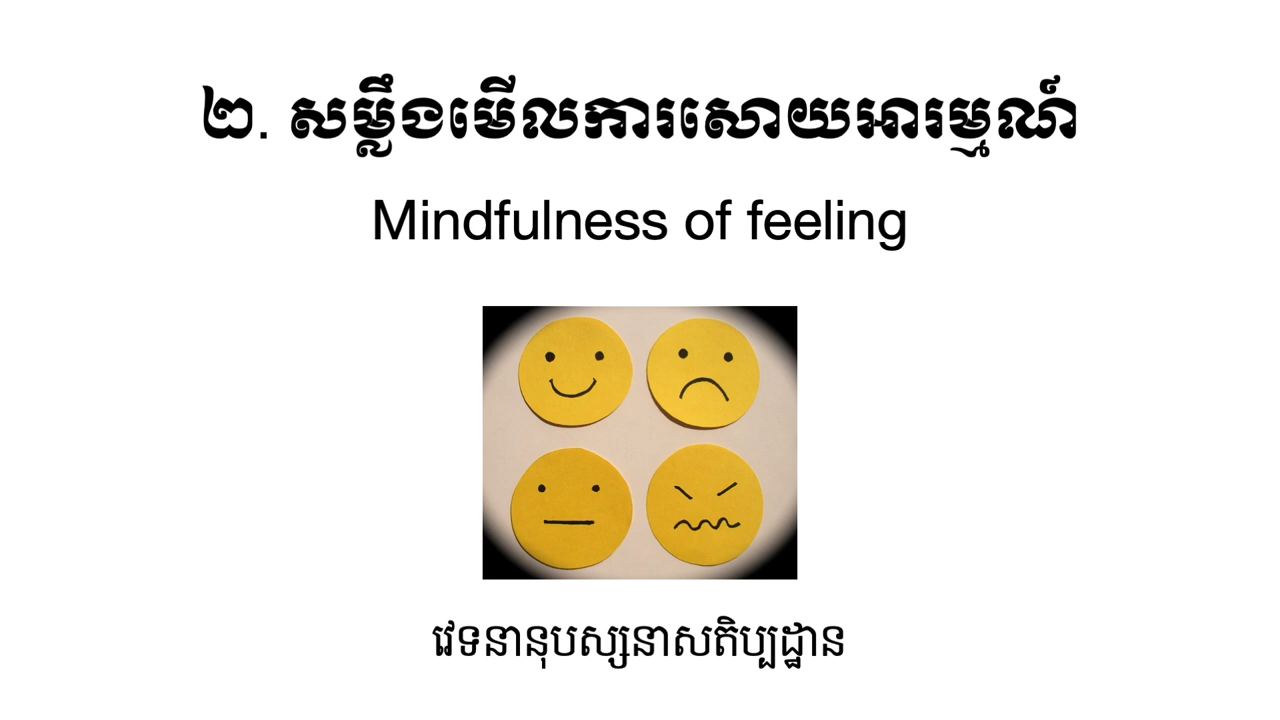 ២. សម្លឹងមើលការសោយអារម្មណ៍
Mindfulness of feeling
វេទនានុបស្សនាសតិប្បដ្ឋាន